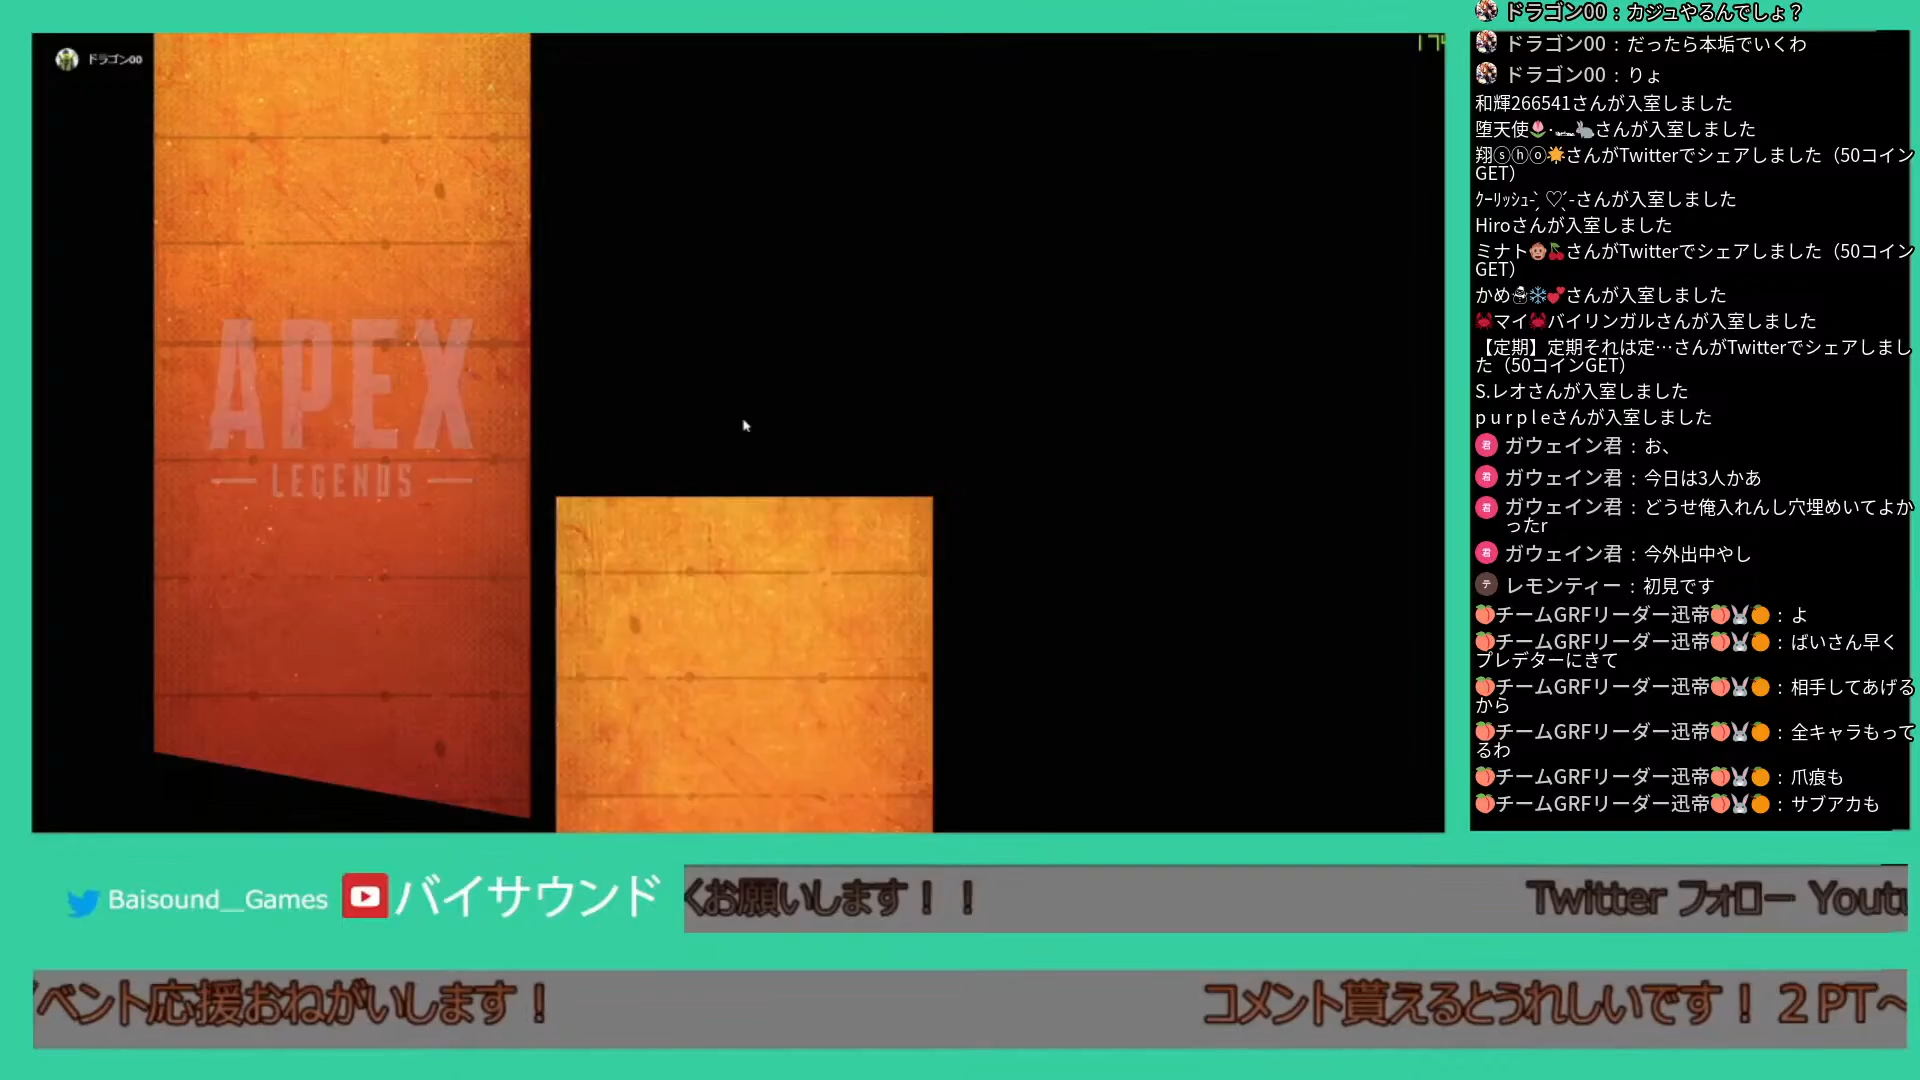 ドラゴン00
APEX
LEGENDS
ドラゴン00：カジュやるんでしょ？
ドラゴン00：だったら本垢でいくわ
ドラゴン00：りょ
和輝266541さんが入室しました
堕天使🌷·𓆛🐇さんが入室しました
翔ⓢⓗⓞ🌟さんがTwitterでシェアしました（50コイン
GET）
ｸｰﾘｯｼｭ- ̗̀ ♡ ̖́-さんが入室しました
Hiroさんが入室しました
ミナト🐵🍒さんがTwitterでシェアしました（50コイン
GET）
かめ☃️❄️💕さんが入室しました
🦀マイ🦀バイリンガルさんが入室しました
【定期】定期それは定…さんがTwitterでシェアしまし
た（50コインGET）
S.レオさんが入室しました
p u r p l eさんが入室しました
君 ガウェイン君：お、
君 ガウェイン君：今日は3人かあ
君 ガウェイン君：どうせ俺入れんし穴埋めいてよか
ったr
君 ガウェイン君：今外出中やし
テ レモンティー：初見です
🍑チームGRFリーダー迅帝🍑🐰🍊：よ
🍑チームGRFリーダー迅帝🍑🐰🍊：ばいさん早く
プレデターにきて
🍑チームGRFリーダー迅帝🍑🐰🍊：相手してあげる
から
🍑チームGRFリーダー迅帝🍑🐰🍊：全キャラもって
るわ
🍑チームGRFリーダー迅帝🍑🐰🍊：爪痕も
🍑チームGRFリーダー迅帝🍑🐰🍊：サブアカも
Baisound__Games バイサウンド
くお願いします！！ Twitter フォロー Youtu
ベント応援おねがいします！ コメント貰えるとうれしいです！ ２PTへ